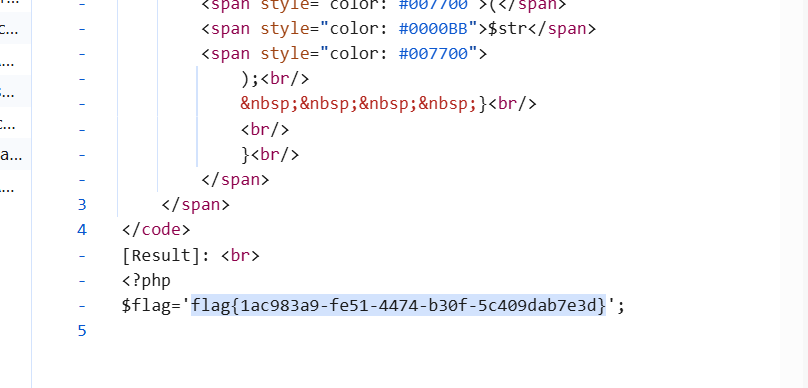 <span style="color: #007700">(</span>
<span style="color: #0000BB">$str</span>
<span style="color: #007700">
);<br/>
&nbsp;&nbsp;&nbsp;&nbsp;}<br/>
<br/>
}<br/>
</span>
3 </span>
4 </code>
[Result]: <br>
<?php
$flag='flag{1ac983a9-fe51-4474-b30f-5c409dab7e3d}';
5
c...
...
...
c...
a...
...